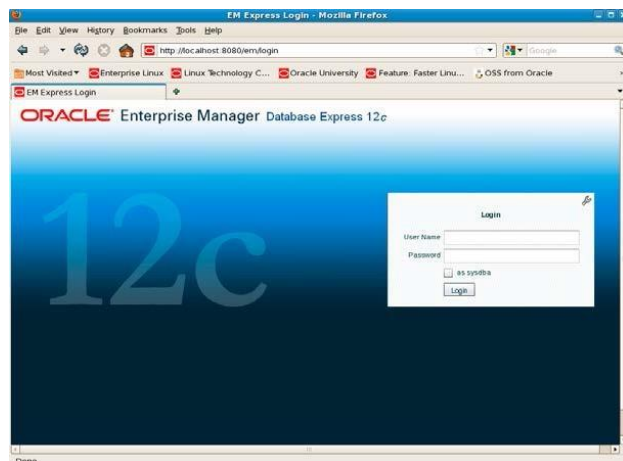 EM Express Login - Mozilla Firefox
File Edit View History Bookmarks Tools Help
http://localhost:8080/em/login
Google
Most Visited Enterprise Linux Linux Technology C... Oracle University Feature: Faster Linu... OSS from Oracle
EM Express Login
ORACLE Enterprise Manager Database Express 12c
12c
Login
User Name
Password
as sysdba
Login
Done